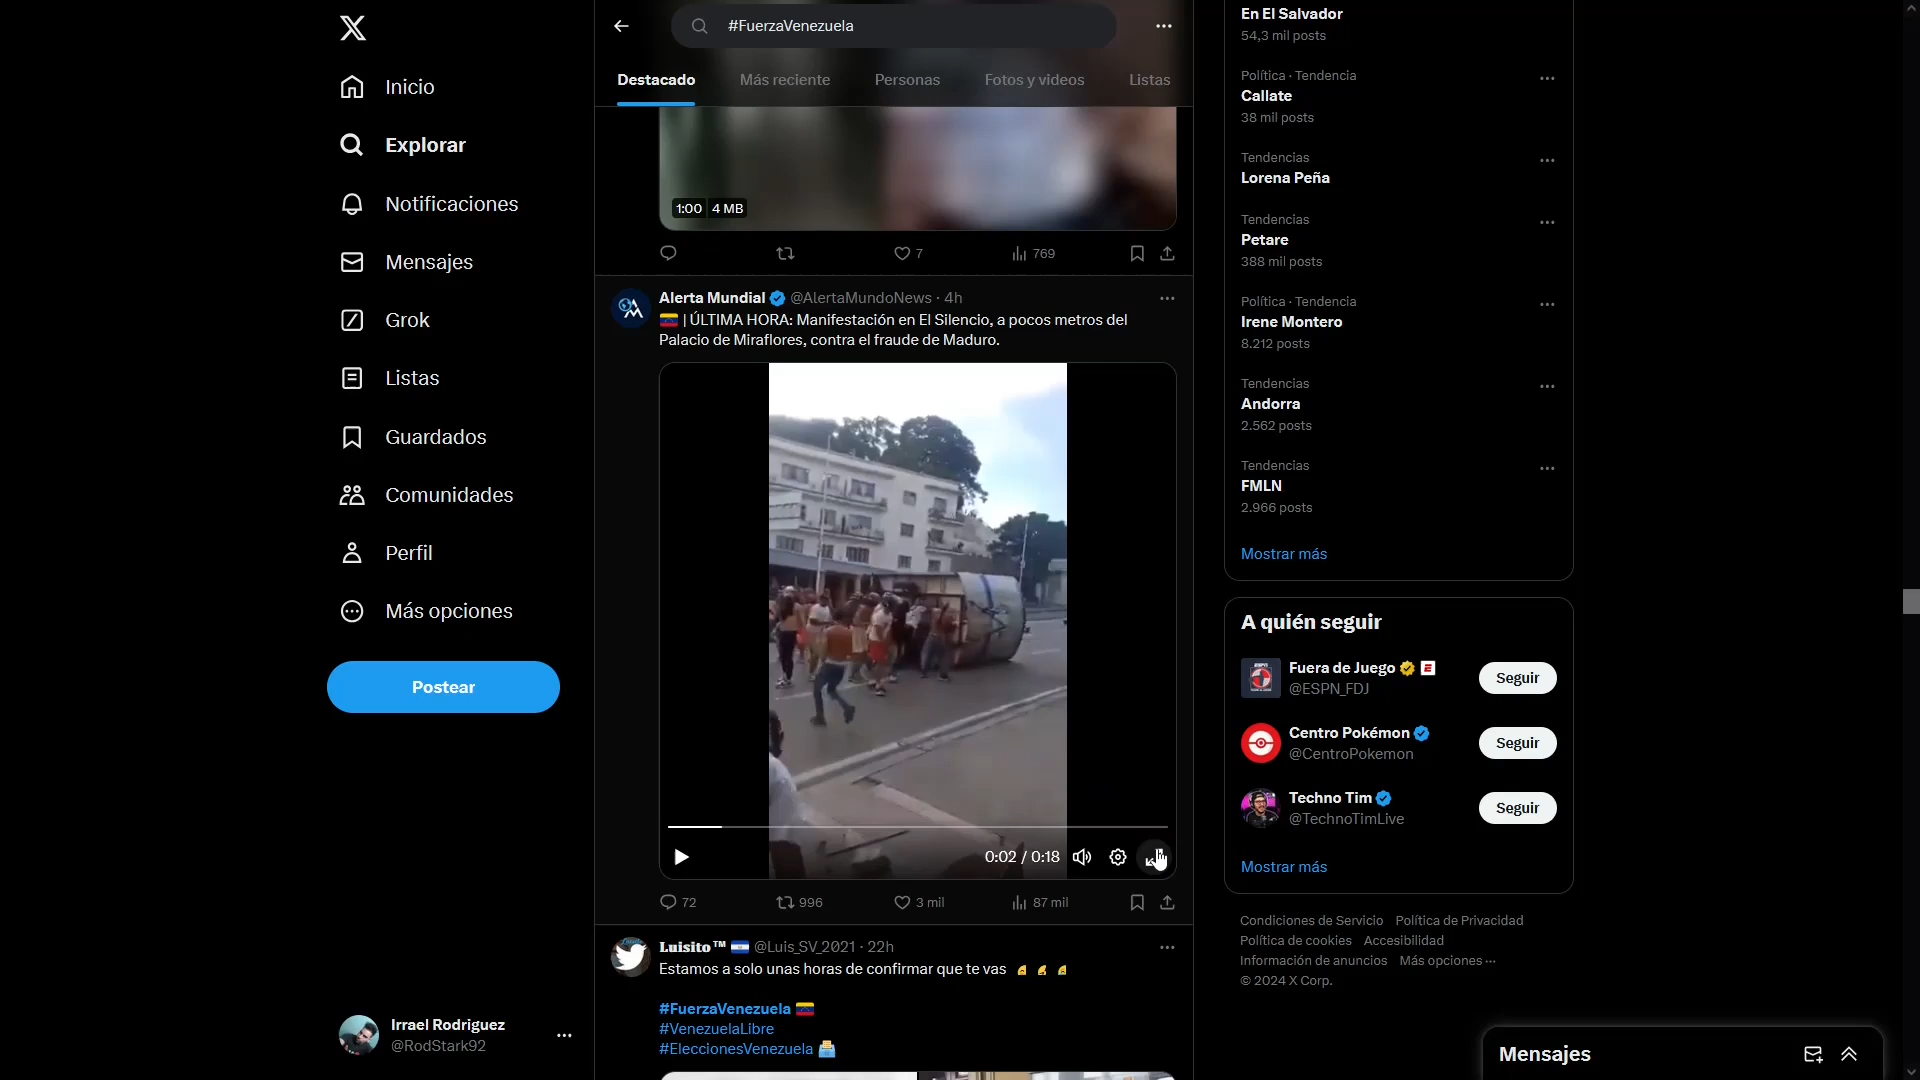 Inicio
Explorar
Notificaciones
Mensajes
Grok
Listas
Guardados
Comunidades
Perfil
Más opciones
Postear
Irrael Rodriguez
@RodStark92
#FuerzaVenezuela
Destacado Más reciente Personas Fotos y videos Listas
1:00 4 MB
7 769
Alerta Mundial @AlertaMundoNews · 4h
🇻🇪 | ÚLTIMA HORA: Manifestación en El Silencio, a pocos metros del
Palacio de Miraflores, contra el fraude de Maduro.
0:02 / 0:18
72 996 3 mil 87 mil
Luisito™ 🇸🇻 @Luis_SV_2021 · 22h
Estamos a solo unas horas de confirmar que te vas
#FuerzaVenezuela 🇻🇪
#VenezuelaLibre
#EleccionesVenezuela 🗳️
En El Salvador
54,3 mil posts
Política · Tendencia
Callate
38 mil posts
Tendencias
Lorena Peña
Tendencias
Petare
388 mil posts
Política · Tendencia
Irene Montero
8.212 posts
Tendencias
Andorra
2.562 posts
Tendencias
FMLN
2.966 posts
Mostrar más
A quién seguir
Fuera de Juego
@ESPN_FDJ
Seguir
Centro Pokémon
@CentroPokemon
Seguir
Techno Tim
@TechnoTimLive
Seguir
Mostrar más
Condiciones de Servicio Política de Privacidad
Política de cookies Accesibilidad
Información de anuncios Más opciones ···
© 2024 X Corp.
Mensajes